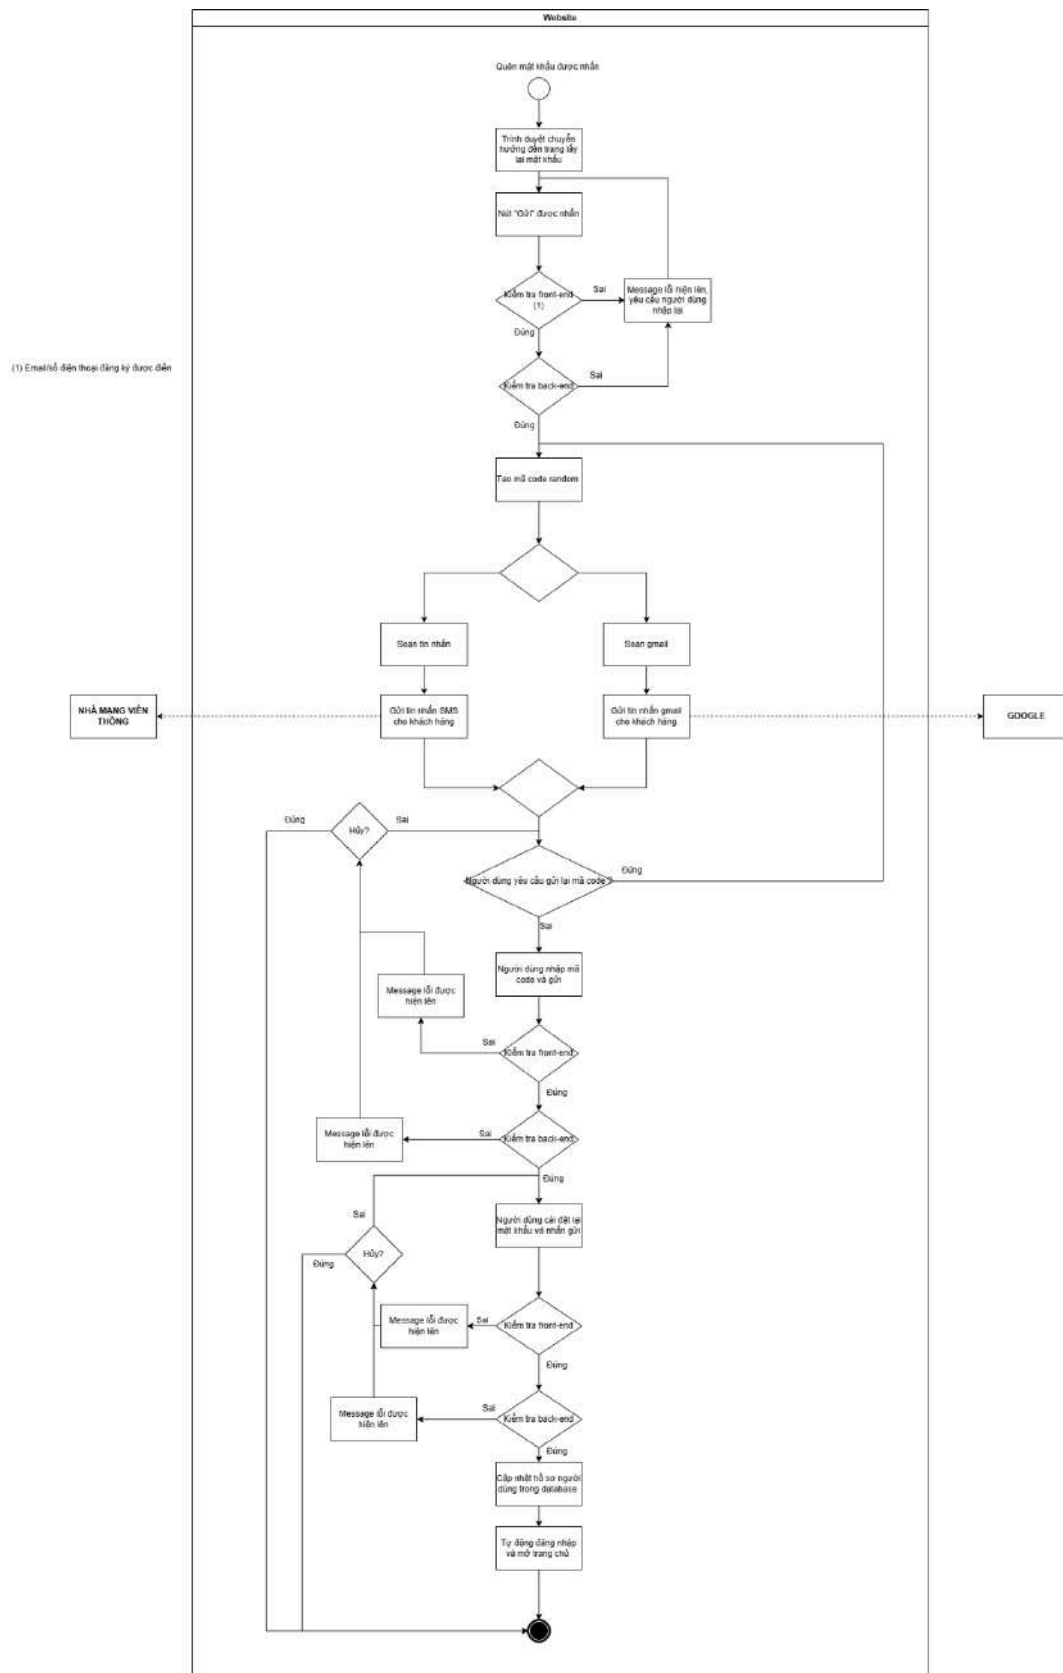 Website
Quên mật khẩu được nhấn
Trình duyệt chuyển
hướng đến trang lấy
lại mật khẩu
Nút "Gửi" được nhấn
Kiểm tra front-end
(1)
Sai
Message lỗi hiện lên,
yêu cầu người dùng
nhập lại
Đúng
(1) Email/số điện thoại đăng ký được điền
Kiểm tra back-end
Sai
Đúng
Tạo mã code random
Soạn tin nhắn
Soạn gmail
NHÀ MẠNG VIỄN
THÔNG
Gửi tin nhắn SMS
cho khách hàng
Gửi tin nhắn gmail
cho khách hàng
GOOGLE
Đúng
Hủy?
Sai
Người dùng yêu cầu gửi lại mã code?
Đứng
Sai
Người dùng nhập mã
code và gửi
Message lỗi được
hiện lên
Sai
Kiểm tra front-end
Đúng
Message lỗi được
hiện lên
Sai
Kiểm tra back-end
Đúng
Sai
Người dùng cài đặt lại
mật khẩu và nhấn gửi
Hủy?
Đúng
Message lỗi được
hiện lên
Sai
Kiểm tra front-end
Đúng
Message lỗi được
hiện lên
Sai
Kiểm tra back-end
Đúng
Cập nhật hồ sơ người
dùng trong database
Tự động đăng nhập
và mở trang chủ